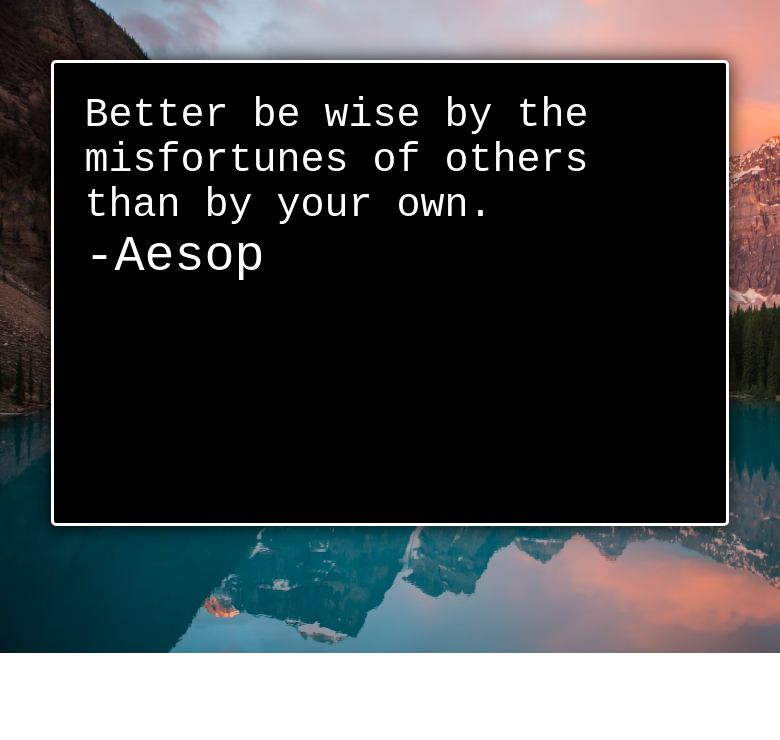 Better be wise by the
misfortunes of others
than by your own.
-Aesop